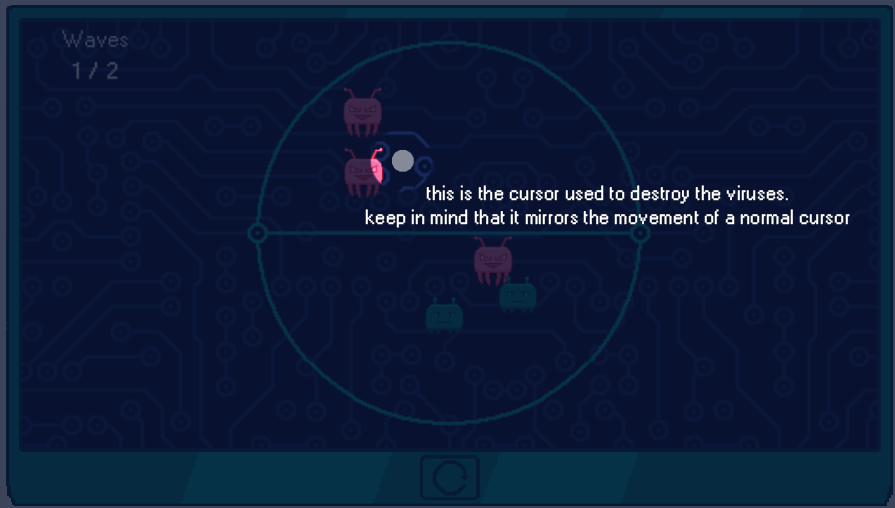 Waves
1 / 2
this is the cursor used to destroy the viruses.
keep in mind that it mirrors the movement of a normal cursor